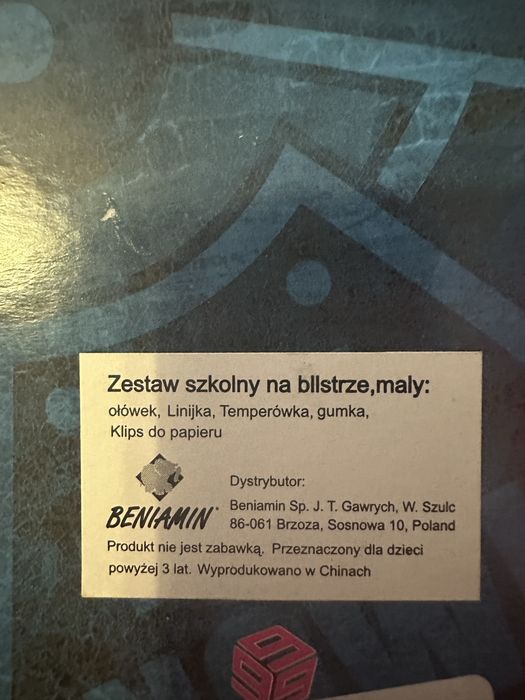 Zestaw szkolny na bllstrze,maly:
ołówek, Linijka, Temperówka, gumka,
Klips do papieru
BENIAMIN®
Dystrybutor:
Beniamin Sp. J. T. Gawrych, W. Szulc
86-061 Brzoza, Sosnowa 10, Poland
Produkt nie jest zabawką. Przeznaczony dla dzieci
powyżej 3 lat. Wyprodukowano w Chinach